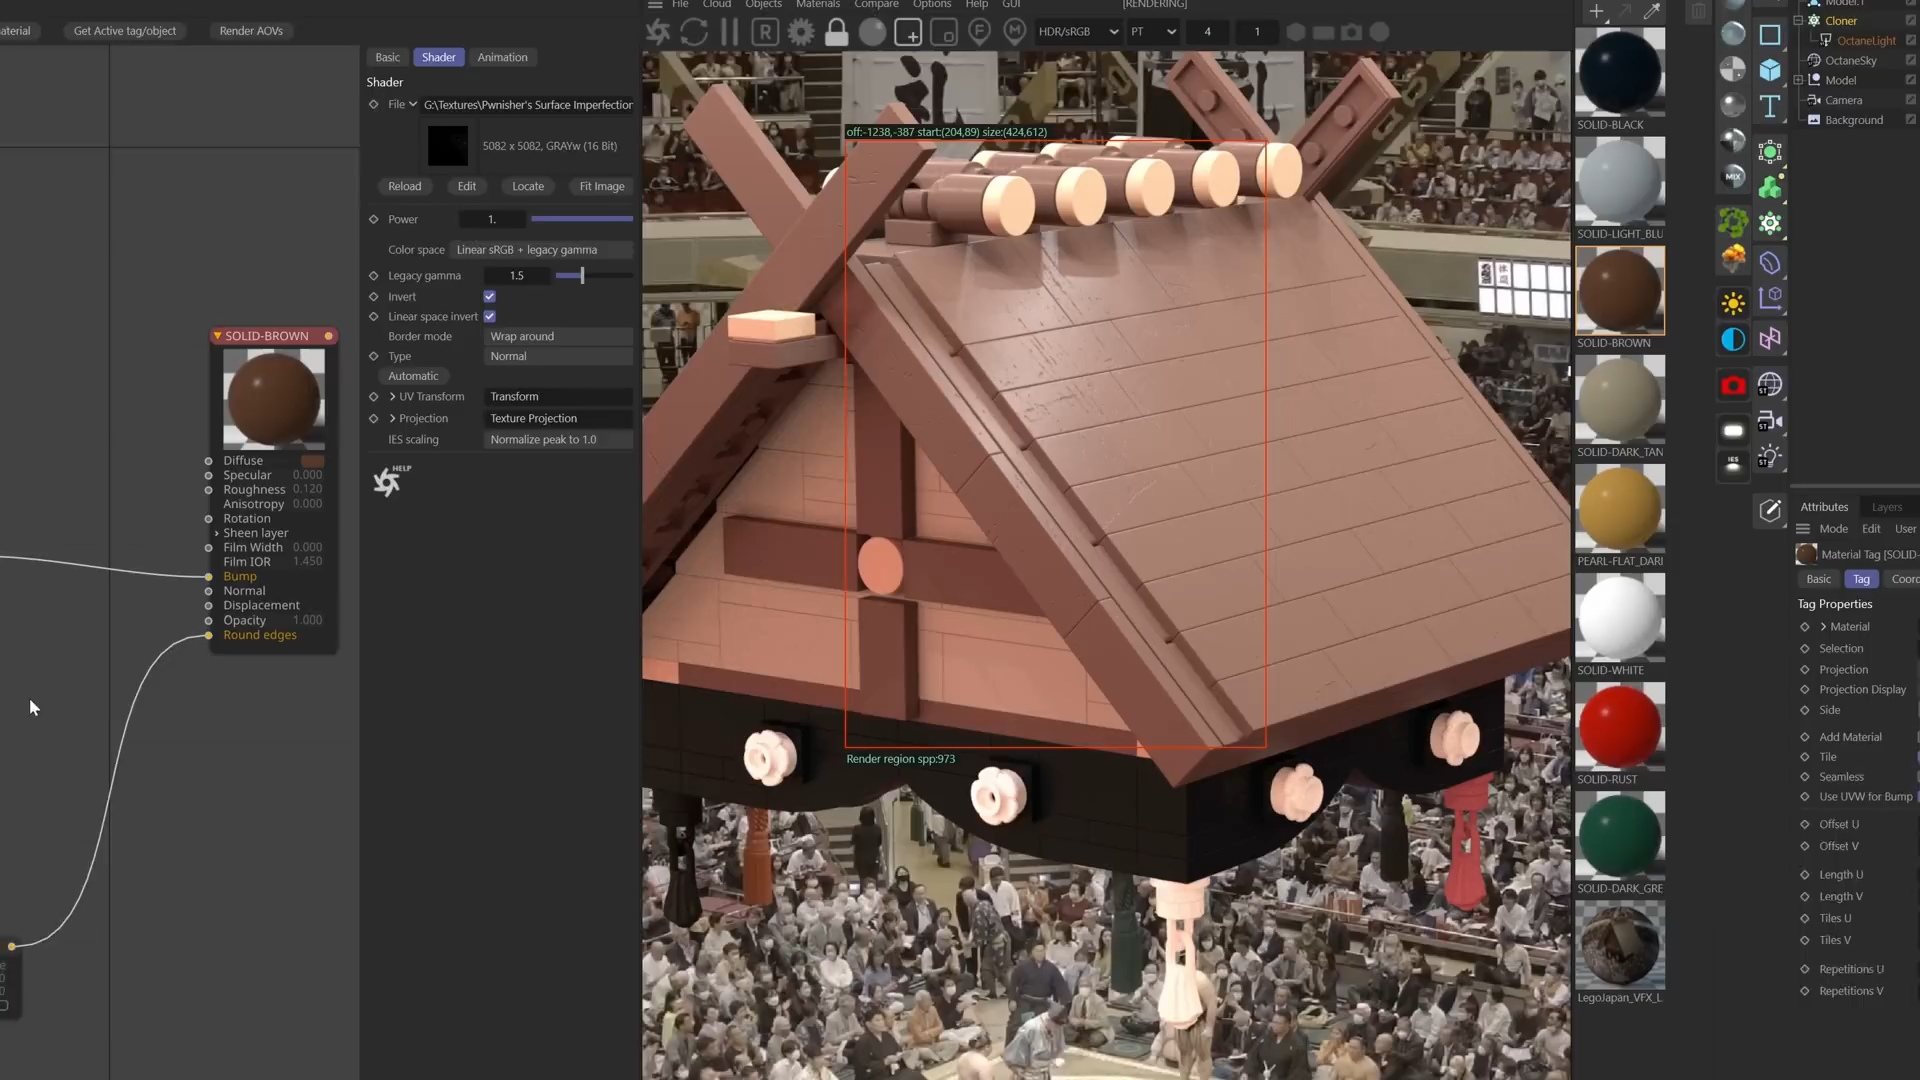 File Cloud Objects Materials Compare Options Help GUI [RENDERING]
aterial Get Active tag/object Render AOVs
HDR/sRGB PT 4 1
Basic Shader Animation
Shader
File G:\Textures\Pwnisher's Surface Imperfection
5082 x 5082, GRAYw (16 Bit)
Reload Edit Locate Fit Image
Power 1.
Color space Linear sRGB + legacy gamma
Legacy gamma 1.5
Invert
Linear space invert
Border mode Wrap around
Type Normal
Automatic
UV Transform Transform
Projection Texture Projection
IES scaling Normalize peak to 1.0
HELP
SOLID-BROWN
Diffuse
Specular 0.000
Roughness 0.120
Anisotropy 0.000
Rotation
Sheen layer
Film Width 0.000
Film IOR 1.450
Bump
Normal
Displacement
Opacity 1.000
Round edges
off:-1238,-387 start:(204,89) size:(424,612)
Render region spp:973
SOLID-BLACK
SOLID-LIGHT_BLU
SOLID-BROWN
SOLID-DARK_TAN
PEARL-FLAT_DARI
SOLID-WHITE
SOLID-RUST
SOLID-DARK_GRE
LegoJapan_VFX_L
MIX
IES
ST
ST
ST
Model.1
Cloner
OctaneLight
OctaneSky
Model
Camera
Background
Attributes Layers
Mode Edit User
Material Tag [SOLID-
Basic Tag Coord
Tag Properties
Material
Selection
Projection
Projection Display
Side
Add Material
Tile
Seamless
Use UVW for Bump
Offset U
Offset V
Length U
Length V
Tiles U
Tiles V
Repetitions U
Repetitions V